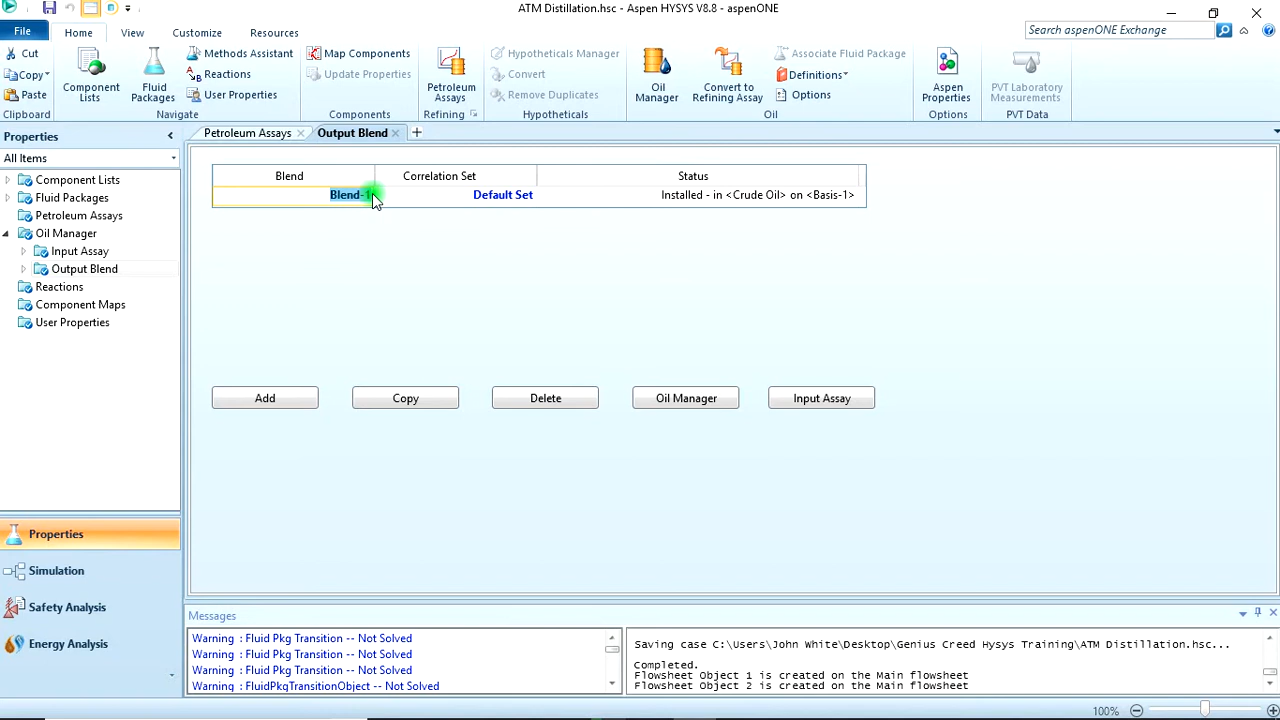 ATM Distillation.hsc - Aspen HYSYS V8.8 - aspenONE
File Home View Customize Resources Search aspenONE Exchange
Cut Methods Assistant Map Components Hypotheticals Manager Associate Fluid Package
Copy Reactions Update Properties Convert Definitions
Paste Component Lists Fluid Packages User Properties Petroleum Assays Remove Duplicates Oil Manager Convert to Refining Assay Options Aspen Properties PVT Laboratory Measurements
Clipboard Navigate Components Refining Hypotheticals Oil Options PVT Data
Properties Petroleum Assays Output Blend
All Items
Component Lists
Fluid Packages
Petroleum Assays
Oil Manager
Input Assay
Output Blend
Reactions
Component Maps
User Properties
Blend Correlation Set Status
Blend-1 Default Set Installed - in <Crude Oil> on <Basis-1>
Add Copy Delete Oil Manager Input Assay
Properties
Simulation
Safety Analysis
Energy Analysis
Messages
Warning : Fluid Pkg Transition -- Not Solved
Warning : Fluid Pkg Transition -- Not Solved
Warning : Fluid Pkg Transition -- Not Solved
Warning : FluidPkgTransitionObject -- Not Solved
Saving case C:\Users\John White\Desktop\Genius Creed Hysys Training\ATM Distillation.hsc...
Completed.
Flowsheet Object 1 is created on the Main flowsheet
Flowsheet Object 2 is created on the Main flowsheet
100%